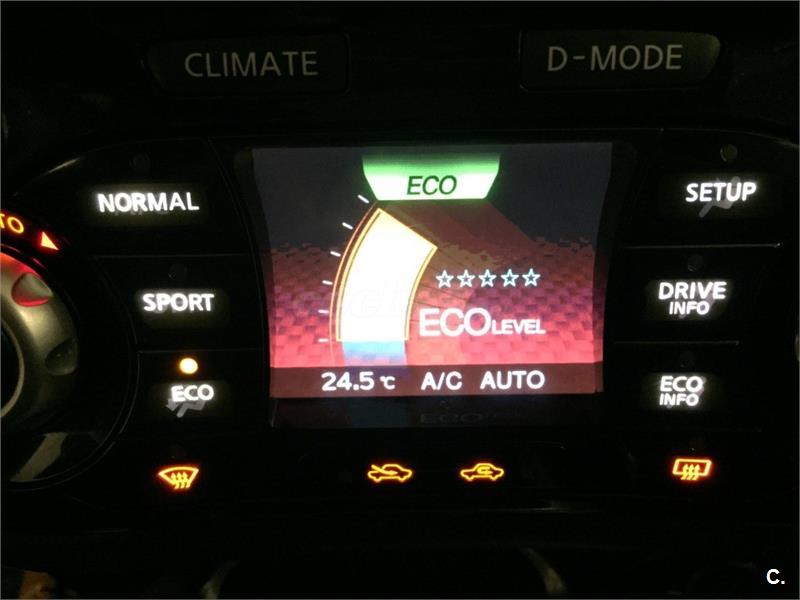 CLIMATE
D-MODE
ECO
NORMAL
SETUP
SPORT
DRIVE
INFO
ECO LEVEL
ECO
24.5 °C A/C AUTO
ECO
INFO
C.